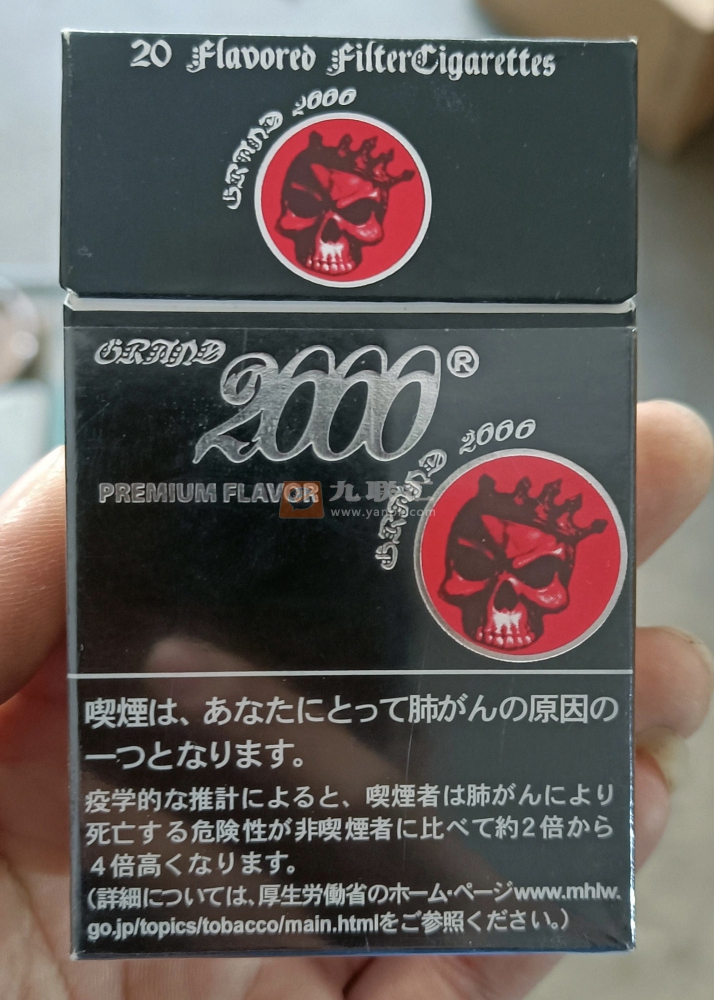 20 Flavored FilterCigarettes
GRAND 2000
GRAND
2000®
PREMIUM FLAVOR
GRAND 2000
喫煙は、あなたにとって肺がんの原因の
一つとなります。
疫学的な推計によると、喫煙者は肺がんにより
死亡する危険性が非喫煙者に比べて約2倍から
4倍高くなります。
(詳細については、厚生労働省のホーム・ページwww.mhlw.
go.jp/topics/tobacco/main.htmlをご参照ください。)